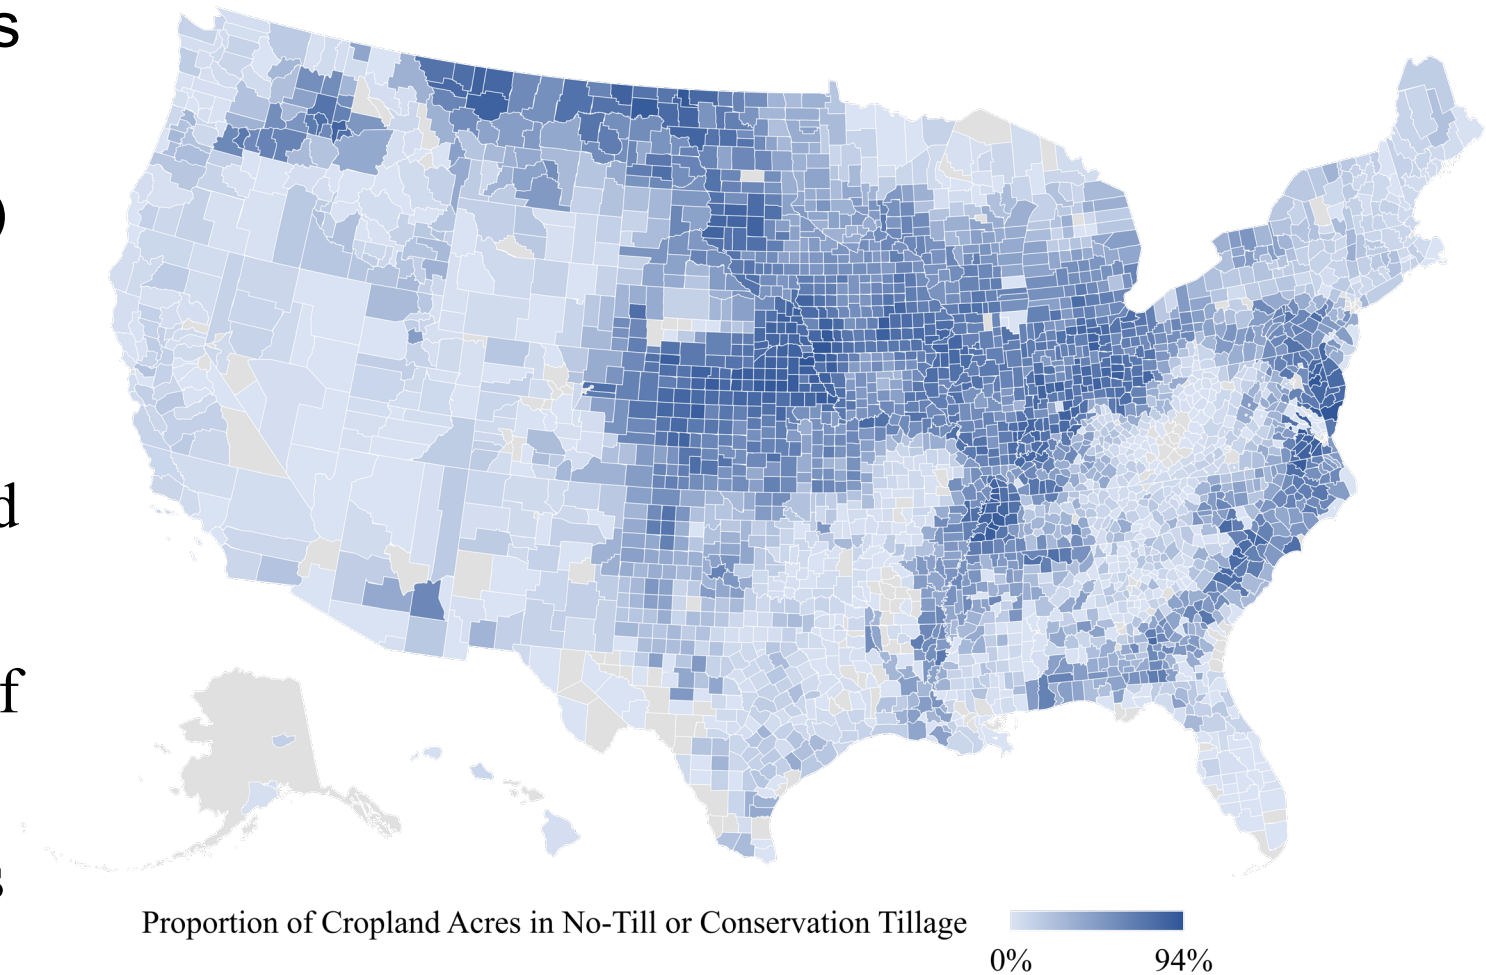 s
)
d
f
s
Proportion of Cropland Acres in No-Till or Conservation Tillage
0% 94%